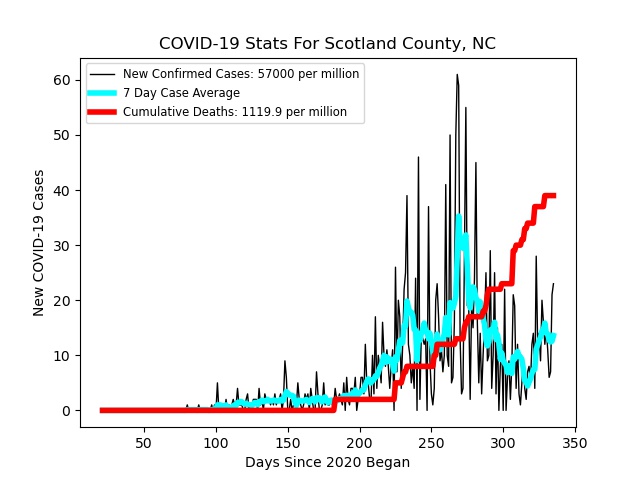 COVID-19 Stats For Scotland County, NC
New Confirmed Cases: 57000 per million
7 Day Case Average
Cumulative Deaths: 1119.9 per million
New COVID-19 Cases
60
50
40
30
20
10
0
50 100 150 200 250 300 350
Days Since 2020 Began